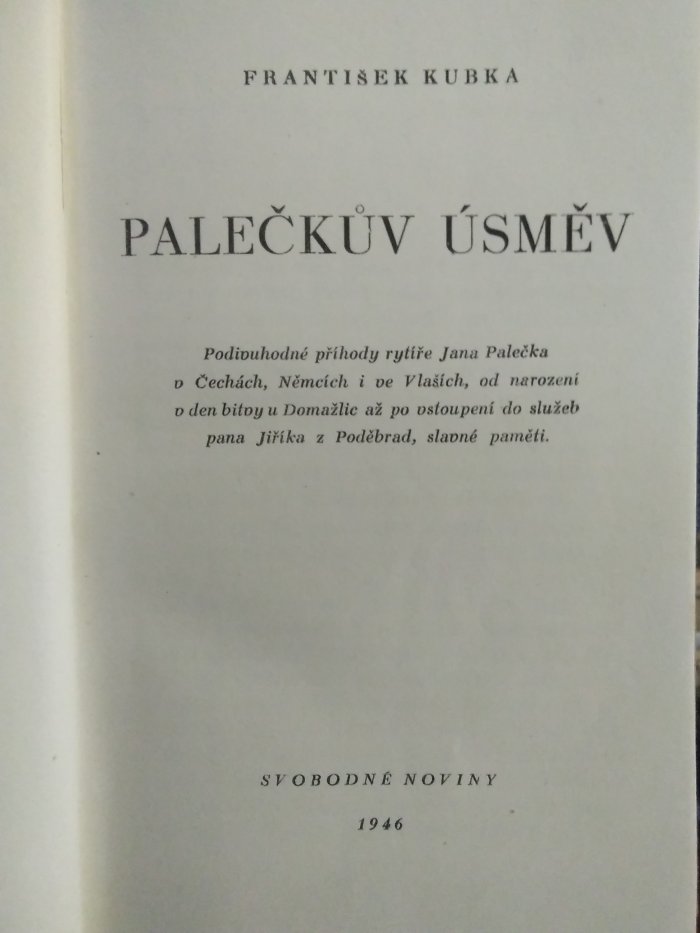 FRANTIŠEK KUBKA
PALEČKŮV ÚSMĚV
Podivuhodné příhody rytíře Jana Palečka
v Čechách, Němcích i ve Vlaších, od narození
v den bitvy u Domažlic až po vstoupení do služeb
pana Jiříka z Poděbrad, slavné paměti.
SVOBODNÉ NOVINY
1946